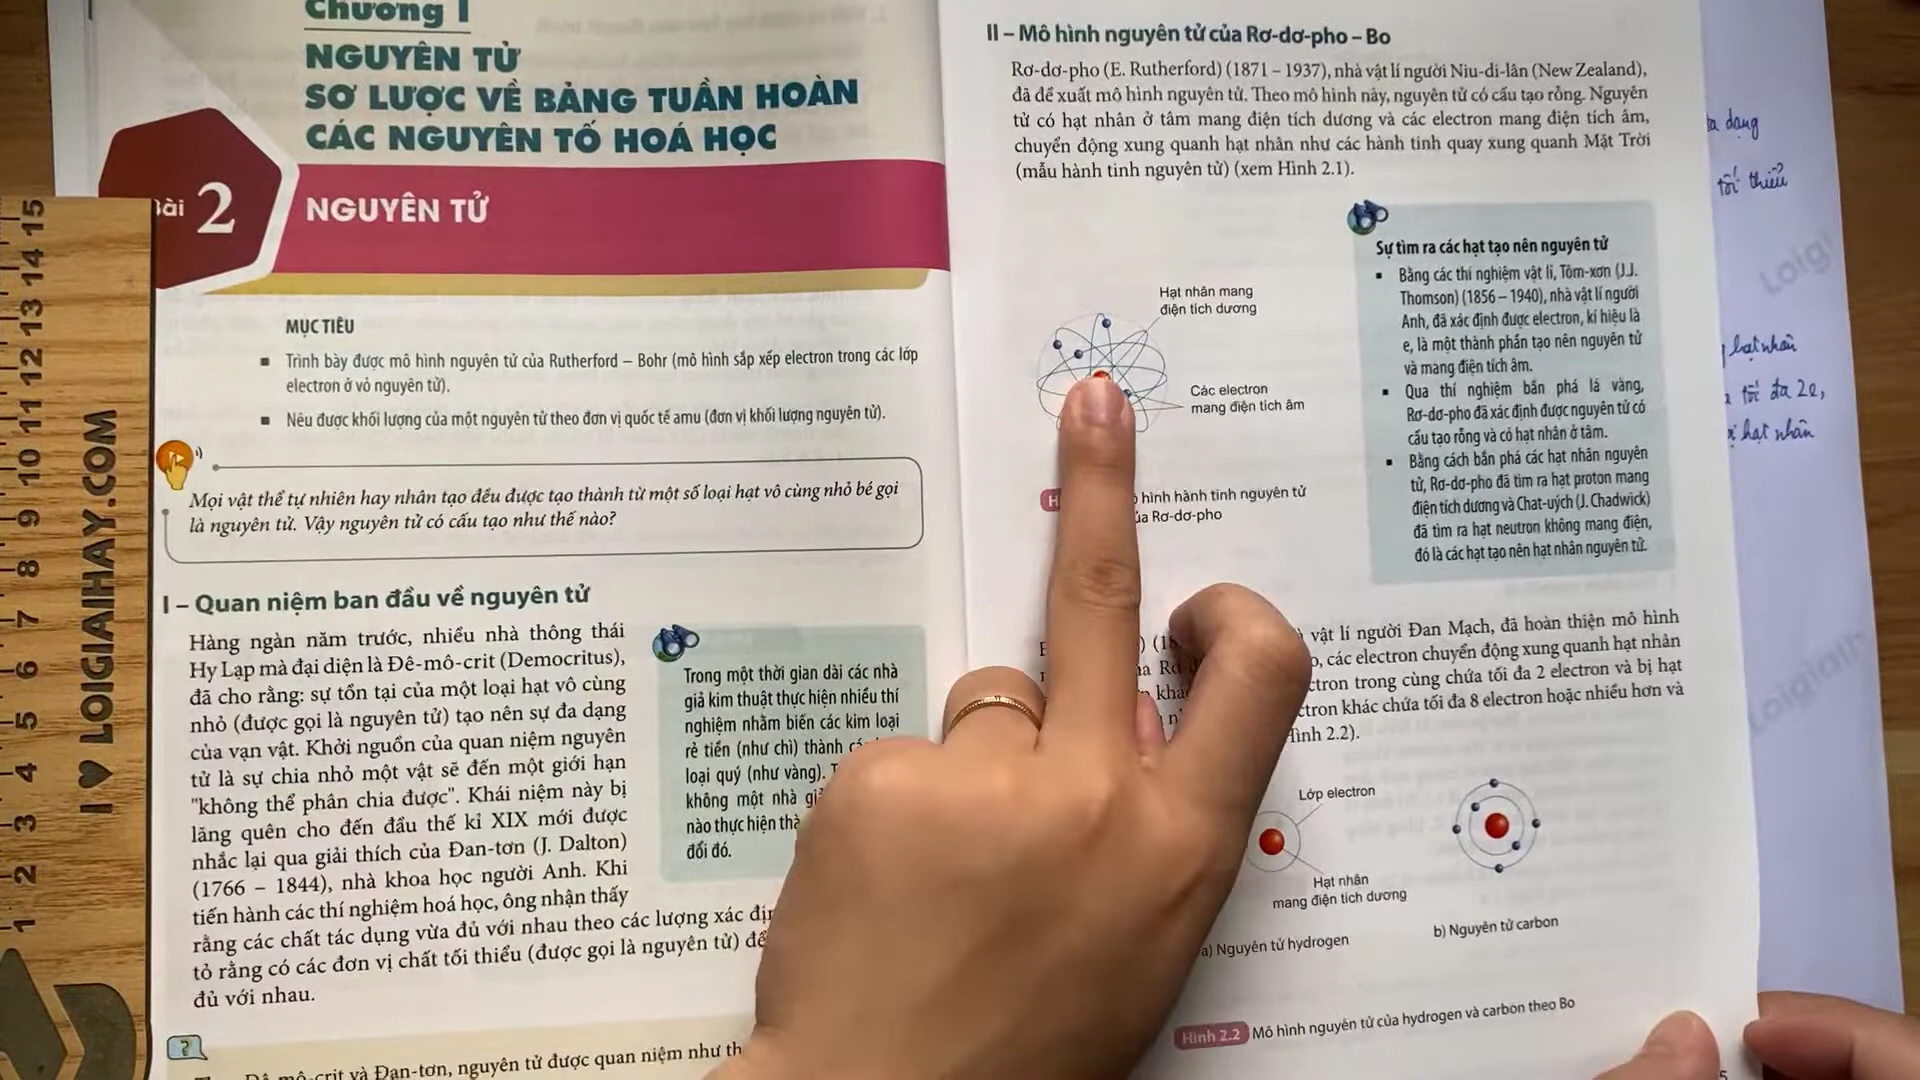 Chương I
NGUYÊN TỬ
SƠ LƯỢC VỀ BẢNG TUẦN HOÀN
CÁC NGUYÊN TỐ HOÁ HỌC
Bài 2
NGUYÊN TỬ
MỤC TIÊU
Trình bày được mô hình nguyên tử của Rutherford – Bohr (mô hình sắp xếp electron trong các lớp
electron ở vỏ nguyên tử).
Nêu được khối lượng của một nguyên tử theo đơn vị quốc tế amu (đơn vị khối lượng nguyên tử).
Mọi vật thể tự nhiên hay nhân tạo đều được tạo thành từ một số loại hạt vô cùng nhỏ bé gọi
là nguyên tử. Vậy nguyên tử có cấu tạo như thế nào?
I – Quan niệm ban đầu về nguyên tử
Hàng ngàn năm trước, nhiều nhà thông thái
Hy Lạp mà đại diện là Đê-mô-crit (Democritus),
đã cho rằng: sự tồn tại của một loại hạt vô cùng
nhỏ (được gọi là nguyên tử) tạo nên sự đa dạng
của vạn vật. Khởi nguồn của quan niệm nguyên
tử là sự chia nhỏ một vật sẽ đến một giới hạn
"không thể phân chia được". Khái niệm này bị
lãng quên cho đến đầu thế kỉ XIX mới được
nhắc lại qua giải thích của Đan-tơn (J. Dalton)
(1766 – 1844), nhà khoa học người Anh. Khi
tiến hành các thí nghiệm hoá học, ông nhận thấy
rằng các chất tác dụng vừa đủ với nhau theo các lượng xác
tỏ rằng có các đơn vị chất tối thiểu (được gọi là nguyên tử) để
đủ với nhau.
Trong một thời gian dài các nhà
giả kim thuật thực hiện nhiều thí
nghiệm nhằm biến các kim loại
rẻ tiền (như chì) thành
loại quý (như vàng).
không một nhà
nào thực hiện
đổi đó.
?
và Đan-tơn, nguyên tử được quan niệm như
II – Mô hình nguyên tử của Rơ-dơ-pho – Bo
Rơ-dơ-pho (E. Rutherford) (1871 – 1937), nhà vật lí người Niu-di-lân (New Zealand),
đã đề xuất mô hình nguyên tử. Theo mô hình này, nguyên tử có cấu tạo rỗng. Nguyên
tử có hạt nhân ở tâm mang điện tích dương và các electron mang điện tích âm,
chuyển động xung quanh hạt nhân như các hành tinh quay xung quanh Mặt Trời
(mẫu hành tinh nguyên tử) (xem Hình 2.1).
Hạt nhân mang
điện tích dương
Các electron
mang điện tích âm
hình hành tinh nguyên tử
Rơ-dơ-pho
Sự tìm ra các hạt tạo nên nguyên tử
Bằng các thí nghiệm vật lí, Tôm-xơn (J.J.
Thomson) (1856 – 1940), nhà vật lí người
Anh, đã xác định được electron, kí hiệu là
e, là một thành phần tạo nên nguyên tử
và mang điện tích âm.
Qua thí nghiệm bắn phá lá vàng,
Rơ-dơ-pho đã xác định được nguyên tử có
cấu tạo rỗng và có hạt nhân ở tâm.
Bằng cách bắn phá các hạt nhân nguyên
tử, Rơ-dơ-pho đã tìm ra hạt proton mang
điện tích dương và Chat-uých (J. Chadwick)
đã tìm ra hạt neutron không mang điện,
đó là các hạt tạo nên hạt nhân nguyên tử.
vật lí người Đan Mạch, đã hoàn thiện mô hình
các electron chuyển động xung quanh hạt nhân
trong cùng chứa tối đa 2 electron và bị hạt
khác chứa tối đa 8 electron hoặc nhiều hơn và
Hình 2.2).
Lớp electron
Hạt nhân
mang điện tích dương
a) Nguyên tử hydrogen
b) Nguyên tử carbon
Hình 2.2 Mô hình nguyên tử của hydrogen và carbon theo Bo
đa dạng
tối thiểu
hạt nhân
tối đa 2e,
hạt nhân
I ♥ LOIGIAIHAY.COM
1 2 3 4 5 6 7 8 9 10 11 12 13 14 15